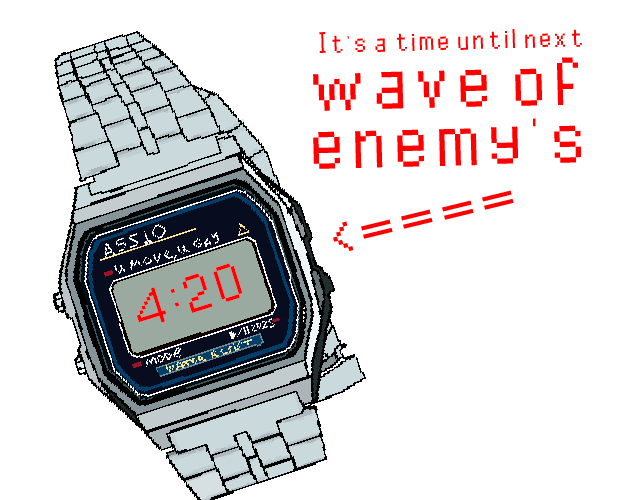 It's a time until next
wave of
enemy's
<====
ASSIO
U MOVE, U GAY
4:20
MODE